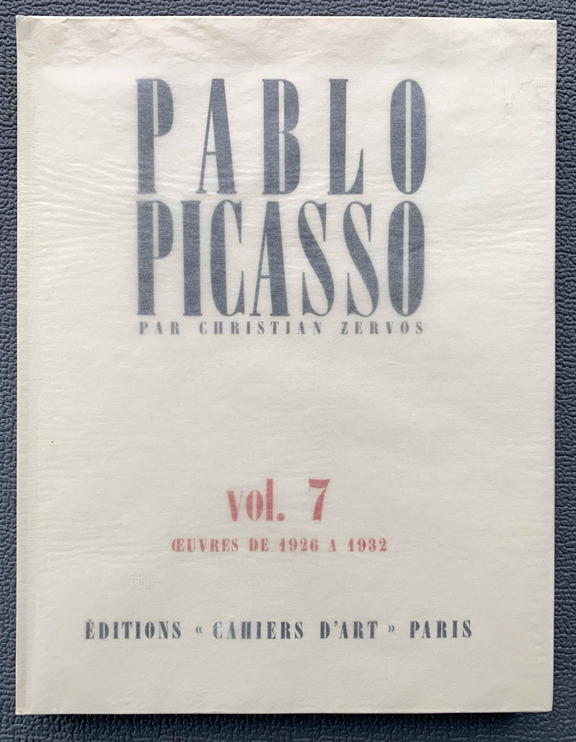 PABLO
PICASSO
PAR CHRISTIAN ZERVOS
vol. 7
ŒUVRES DE 1926 A 1932
ÉDITIONS « CAHIERS D'ART » PARIS